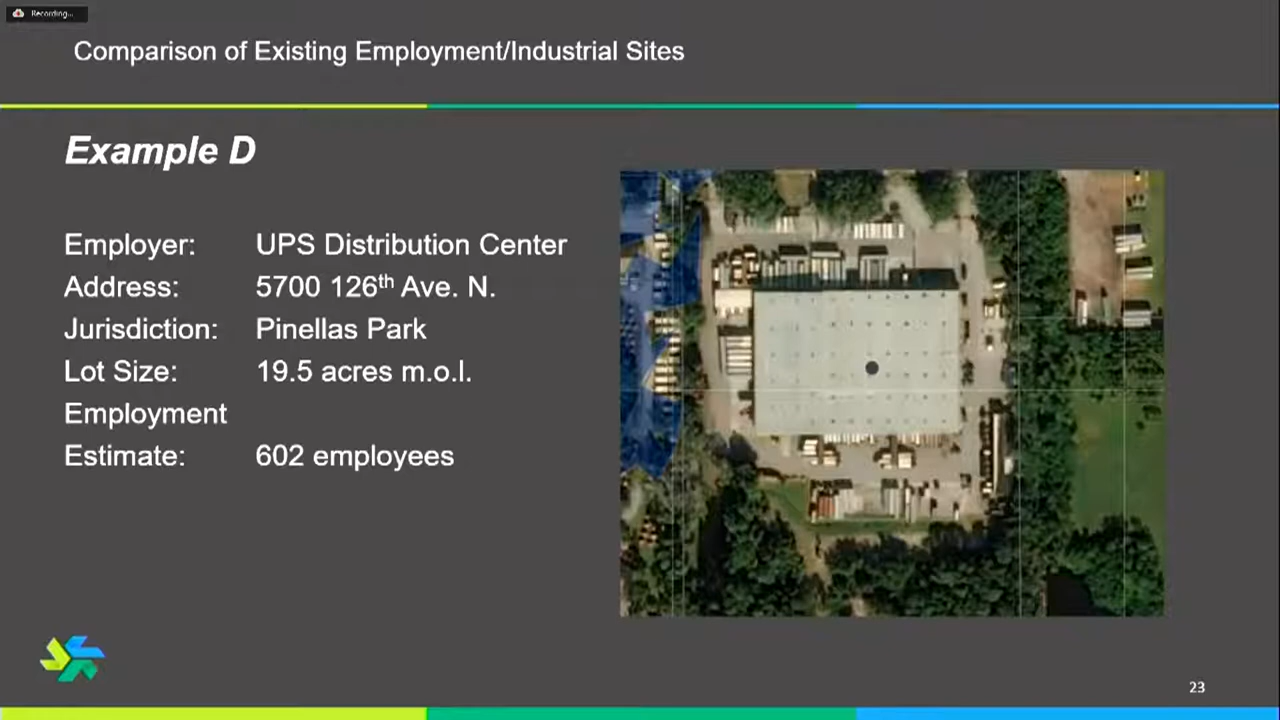 Recording...
Comparison of Existing Employment/Industrial Sites
Example D
Employer: UPS Distribution Center
Address: 5700 126th Ave. N.
Jurisdiction: Pinellas Park
Lot Size: 19.5 acres m.o.l.
Employment
Estimate: 602 employees
23